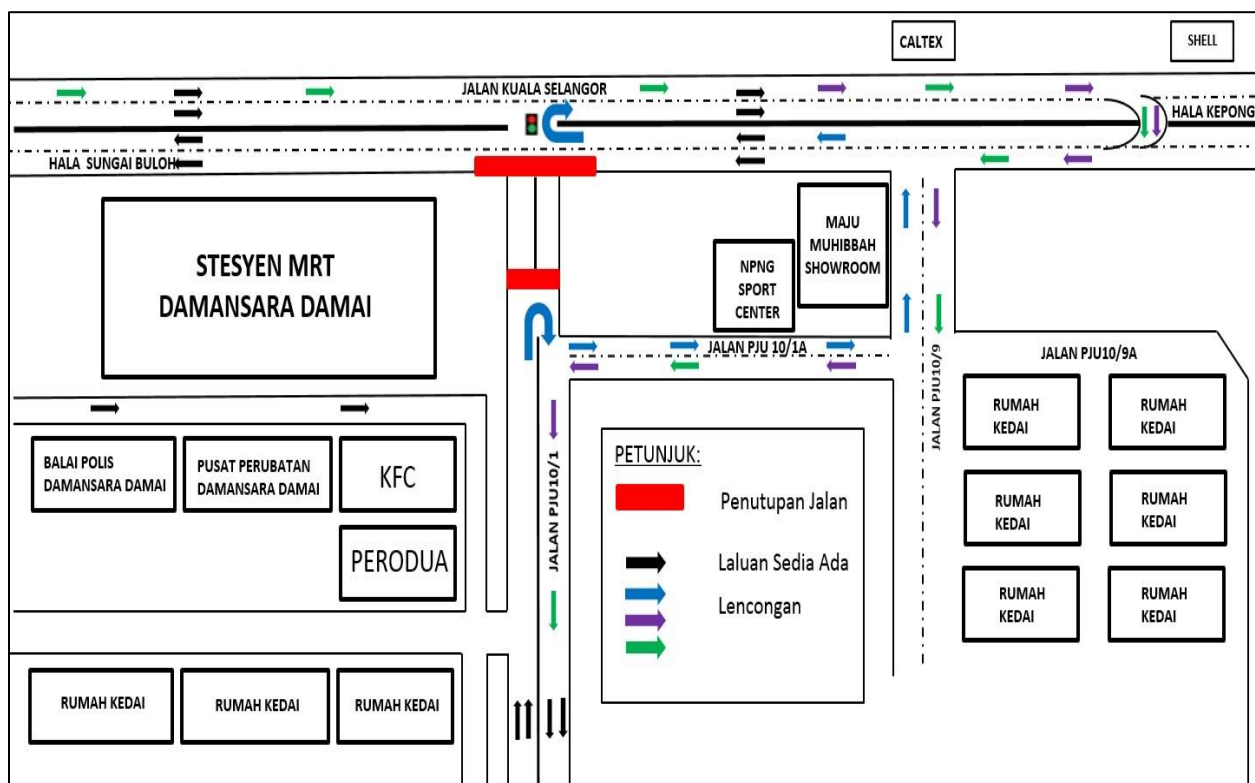 CALTEX
SHELL
JALAN KUALA SELANGOR
HALA KEPONG
HALA SUNGAI BULOH
STESYEN MRT
DAMANSARA DAMAI
MAJU
MUHIBBAH
SHOWROOM
NPNG
SPORT
CENTER
JALAN PJU 10/1A
JALAN PJU10/9
JALAN PJU10/9A
BALAI POLIS
DAMANSARA DAMAI
PUSAT PERUBATAN
DAMANSARA DAMAI
KFC
PERODUA
JALAN PJU10/1
PETUNJUK:
Penutupan Jalan
Laluan Sedia Ada
Lencongan
RUMAH
KEDAI
RUMAH
KEDAI
RUMAH
KEDAI
RUMAH
KEDAI
RUMAH
KEDAI
RUMAH
KEDAI
RUMAH KEDAI
RUMAH KEDAI
RUMAH KEDAI